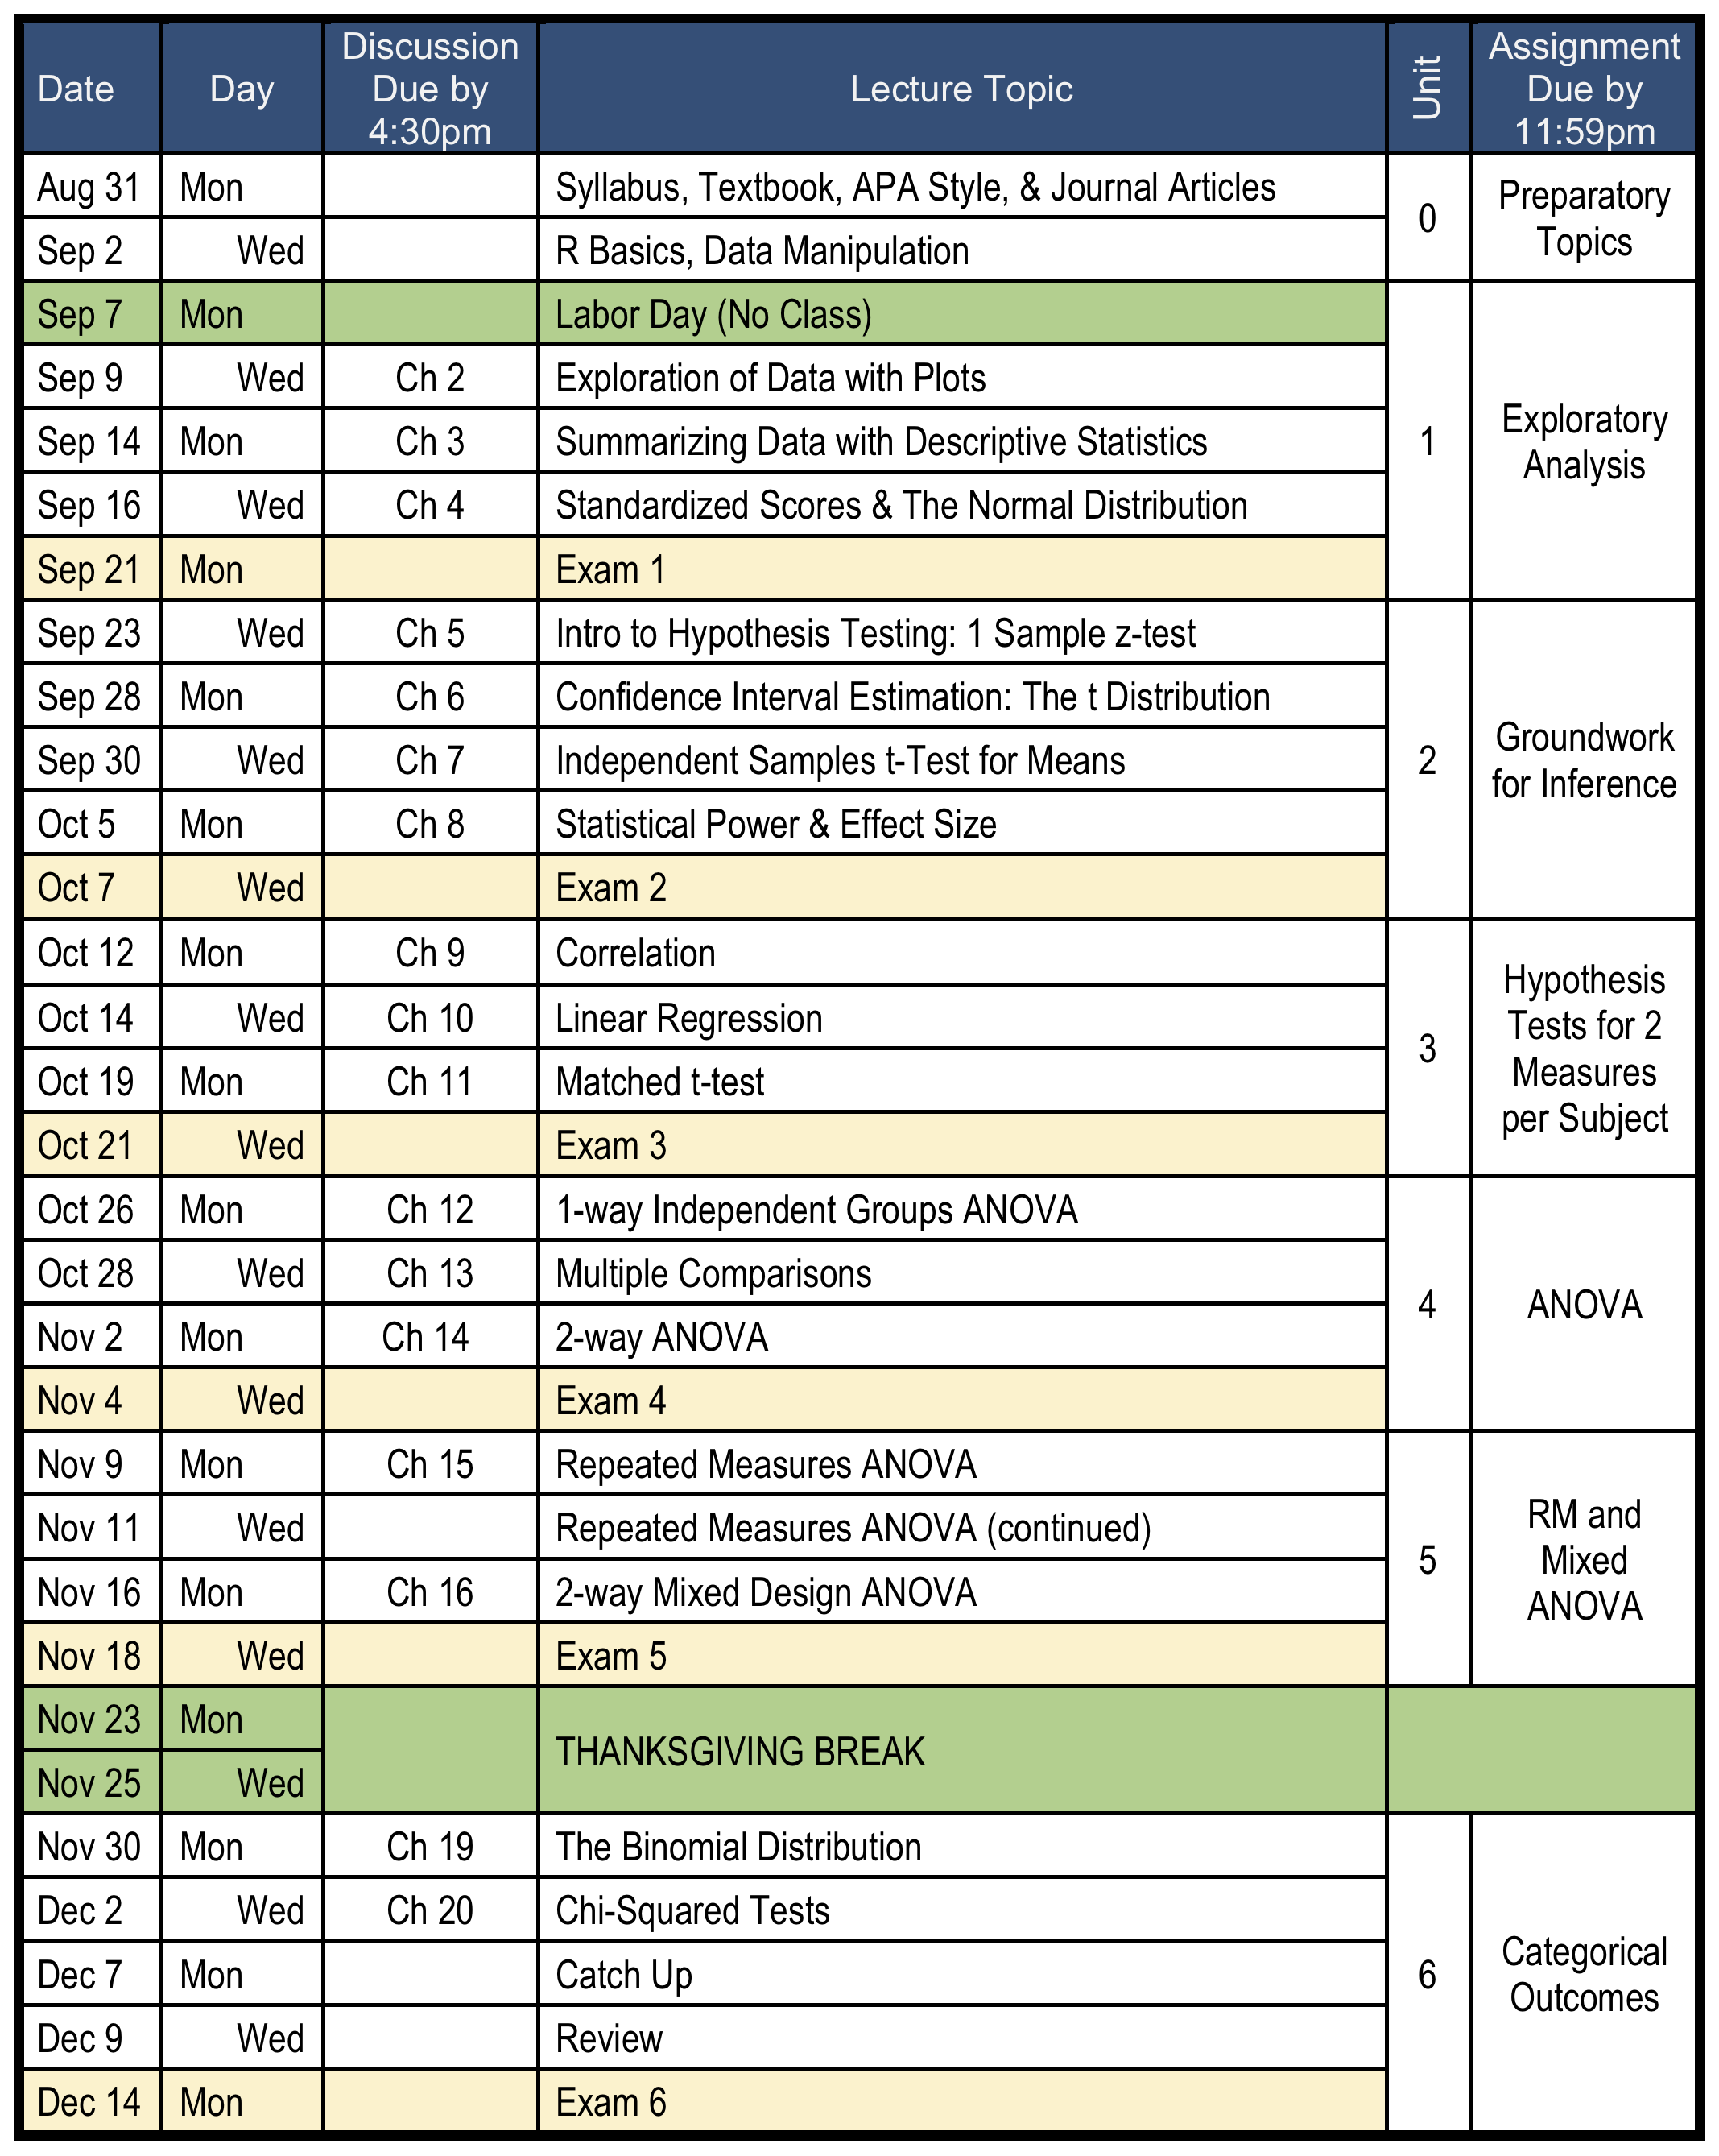 Date Day Discussion Due by 4:30pm Lecture Topic Unit Assignment Due by 11:59pm
Aug 31 Mon Syllabus, Textbook, APA Style, & Journal Articles 0 Preparatory Topics
Sep 2 Wed R Basics, Data Manipulation
Sep 7 Mon Labor Day (No Class) 1 Exploratory Analysis
Sep 9 Wed Ch 2 Exploration of Data with Plots
Sep 14 Mon Ch 3 Summarizing Data with Descriptive Statistics
Sep 16 Wed Ch 4 Standardized Scores & The Normal Distribution
Sep 21 Mon Exam 1
Sep 23 Wed Ch 5 Intro to Hypothesis Testing: 1 Sample z-test 2 Groundwork for Inference
Sep 28 Mon Ch 6 Confidence Interval Estimation: The t Distribution
Sep 30 Wed Ch 7 Independent Samples t-Test for Means
Oct 5 Mon Ch 8 Statistical Power & Effect Size
Oct 7 Wed Exam 2
Oct 12 Mon Ch 9 Correlation 3 Hypothesis Tests for 2 Measures per Subject
Oct 14 Wed Ch 10 Linear Regression
Oct 19 Mon Ch 11 Matched t-test
Oct 21 Wed Exam 3
Oct 26 Mon Ch 12 1-way Independent Groups ANOVA 4 ANOVA
Oct 28 Wed Ch 13 Multiple Comparisons
Nov 2 Mon Ch 14 2-way ANOVA
Nov 4 Wed Exam 4
Nov 9 Mon Ch 15 Repeated Measures ANOVA 5 RM and Mixed ANOVA
Nov 11 Wed Repeated Measures ANOVA (continued)
Nov 16 Mon Ch 16 2-way Mixed Design ANOVA
Nov 18 Wed Exam 5
Nov 23 Mon THANKSGIVING BREAK
Nov 25 Wed
Nov 30 Mon Ch 19 The Binomial Distribution 6 Categorical Outcomes
Dec 2 Wed Ch 20 Chi-Squared Tests
Dec 7 Mon Catch Up
Dec 9 Wed Review
Dec 14 Mon Exam 6